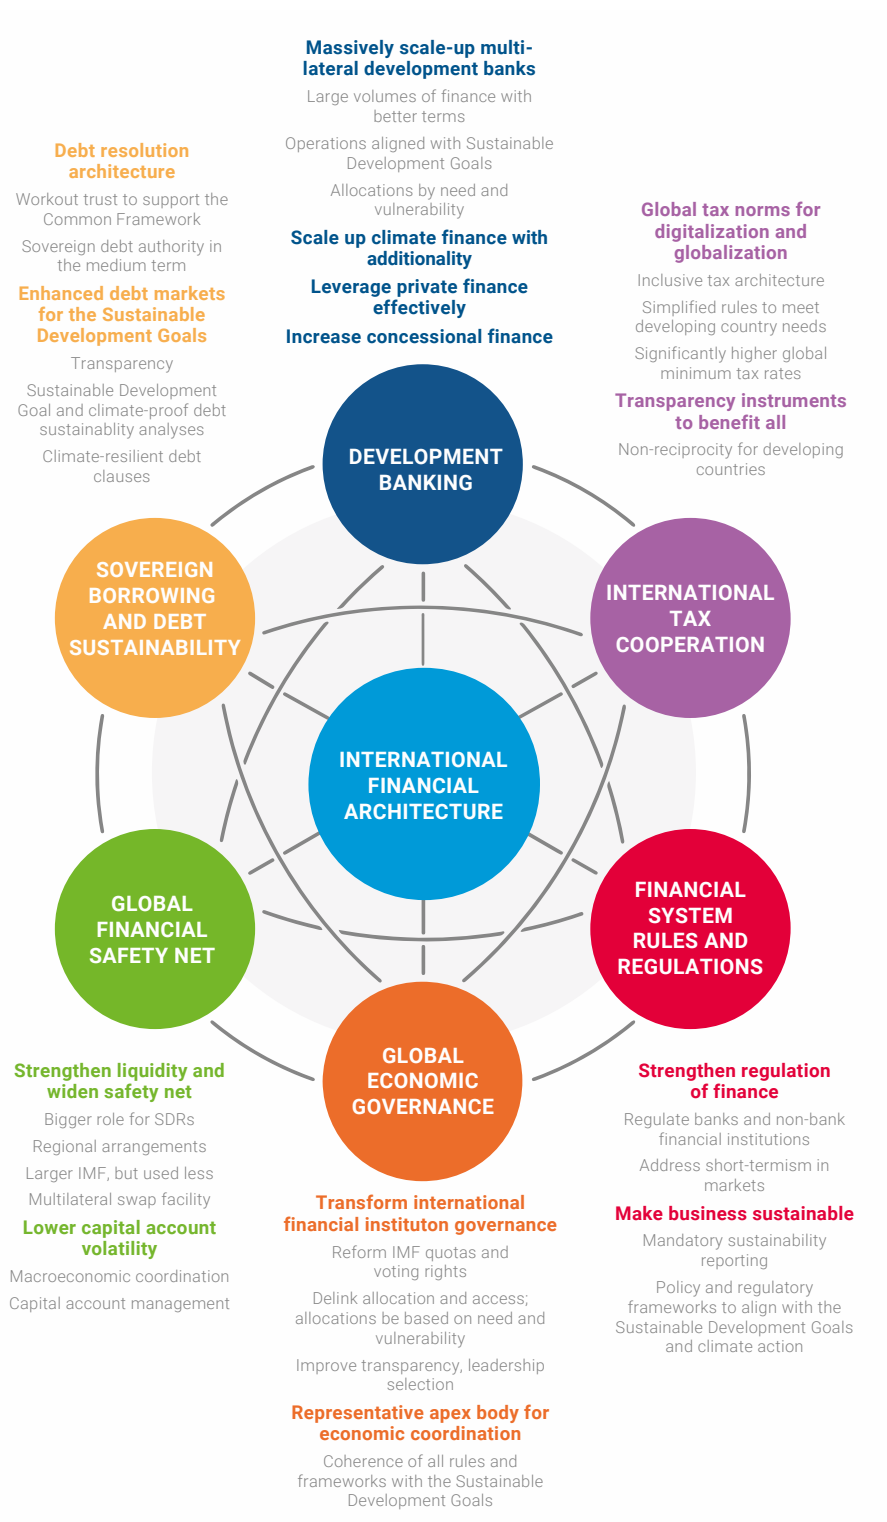 Massively scale-up multi-
lateral development banks
Large volumes of finance with
better terms
Operations aligned with Sustainable
Development Goals
Allocations by need and
vulnerability
Scale up climate finance with
additionality
Leverage private finance
effectively
Increase concessional finance
Debt resolution
architecture
Workout trust to support the
Common Framework
Sovereign debt authority in
the medium term
Enhanced debt markets
for the Sustainable
Development Goals
Transparency
Sustainable Development
Goal and climate-proof debt
sustainablity analyses
Climate-resilient debt
clauses
Global tax norms for
digitalization and
globalization
Inclusive tax architecture
Simplified rules to meet
developing country needs
Significantly higher global
minimum tax rates
Transparency instruments
to benefit all
Non-reciprocity for developing
countries
DEVELOPMENT
BANKING
SOVEREIGN
BORROWING
AND DEBT
SUSTAINABILITY
INTERNATIONAL
TAX
COOPERATION
INTERNATIONAL
FINANCIAL
ARCHITECTURE
GLOBAL
FINANCIAL
SAFETY NET
FINANCIAL
SYSTEM
RULES AND
REGULATIONS
GLOBAL
ECONOMIC
GOVERNANCE
Strengthen liquidity and
widen safety net
Bigger role for SDRs
Regional arrangements
Larger IMF, but used less
Multilateral swap facility
Lower capital account
volatility
Macroeconomic coordination
Capital account management
Transform international
financial instituton governance
Reform IMF quotas and
voting rights
Delink allocation and access;
allocations be based on need and
vulnerability
Improve transparency, leadership
selection
Representative apex body for
economic coordination
Coherence of all rules and
frameworks with the Sustainable
Development Goals
Strengthen regulation
of finance
Regulate banks and non-bank
financial institutions
Address short-termism in
markets
Make business sustainable
Mandatory sustainability
reporting
Policy and regulatory
frameworks to align with the
Sustainable Development Goals
and climate action